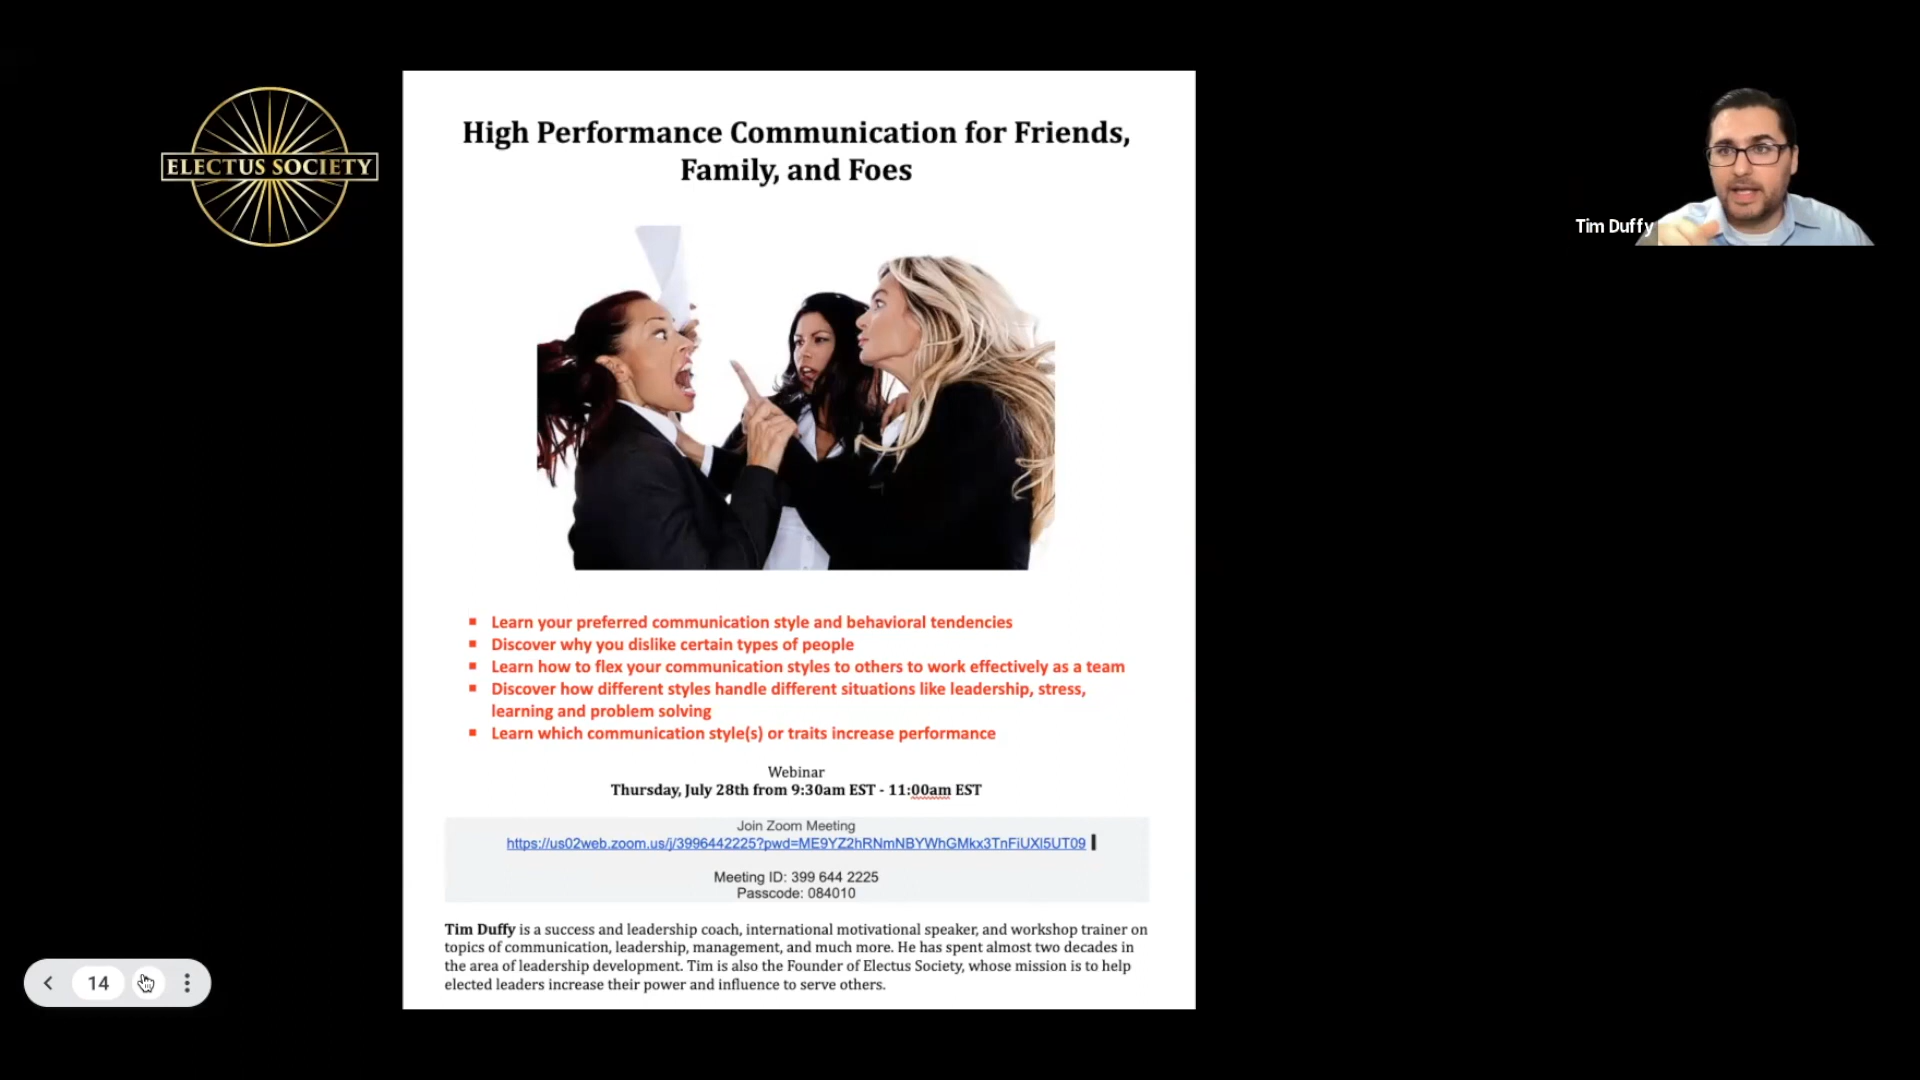 High Performance Communication for Friends,
Family, and Foes
ELECTUS SOCIETY
Tim Duffy
▪ Learn your preferred communication style and behavioral tendencies
▪ Discover why you dislike certain types of people
▪ Learn how to flex your communication styles to others to work effectively as a team
▪ Discover how different styles handle different situations like leadership, stress,
learning and problem solving
▪ Learn which communication style(s) or traits increase performance
Webinar
Thursday, July 28th from 9:30am EST - 11:00am EST
Join Zoom Meeting
https://us02web.zoom.us/j/3996442225?pwd=ME9YZ2hRNmNBYWhGMkx3TnFiUXl5UT09
Meeting ID: 399 644 2225
Passcode: 084010
Tim Duffy is a success and leadership coach, international motivational speaker, and workshop trainer on
topics of communication, leadership, management, and much more. He has spent almost two decades in
the area of leadership development. Tim is also the Founder of Electus Society, whose mission is to help
elected leaders increase their power and influence to serve others.
14